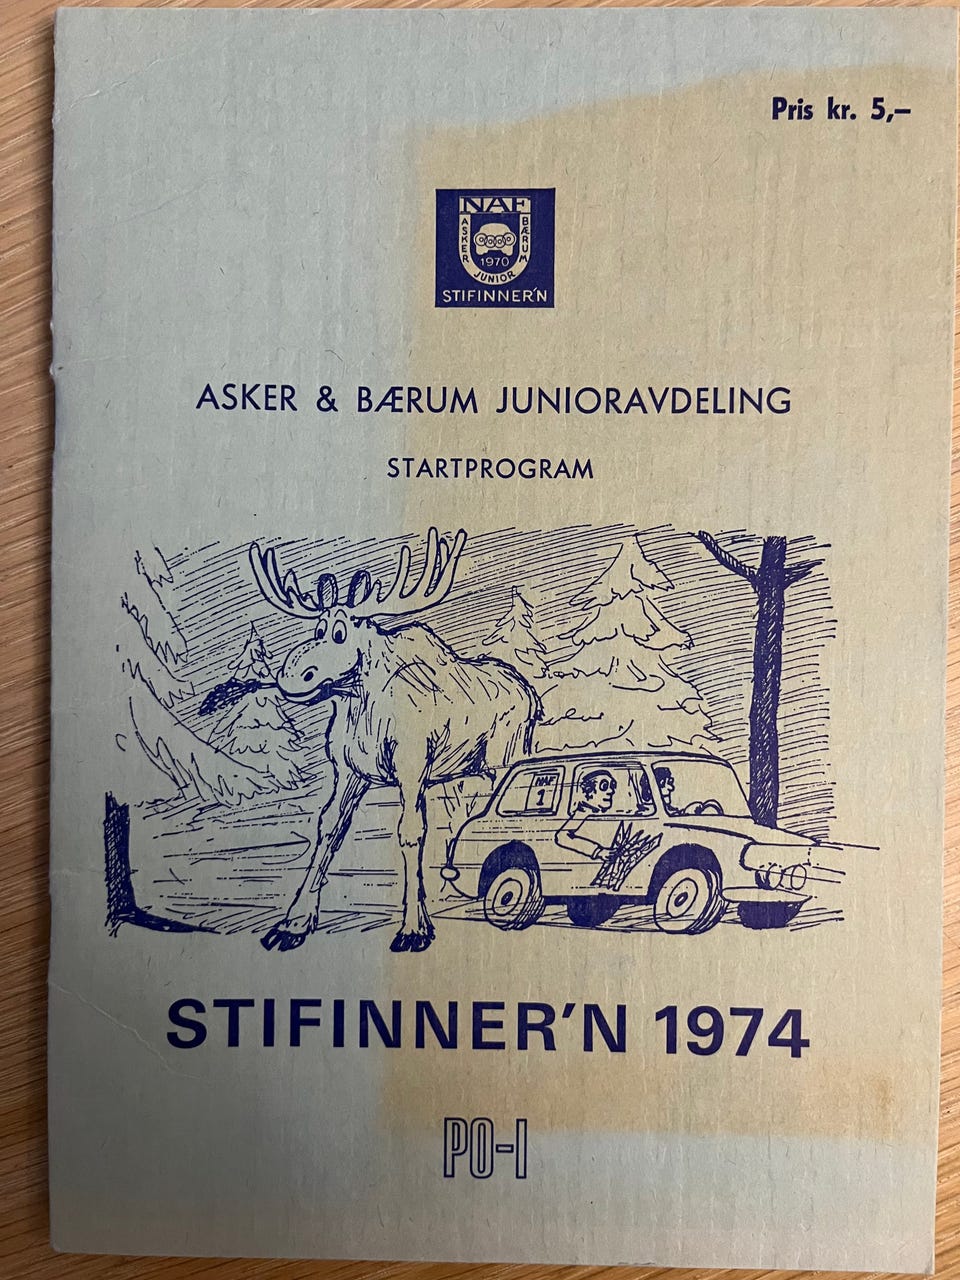 Pris kr. 5,–
NAF
ASKER
BÆRUM
1970
JUNIOR
STIFINNER'N
ASKER & BÆRUM JUNIORAVDELING
STARTPROGRAM
NAF
1
STIFINNER'N 1974
PO-I